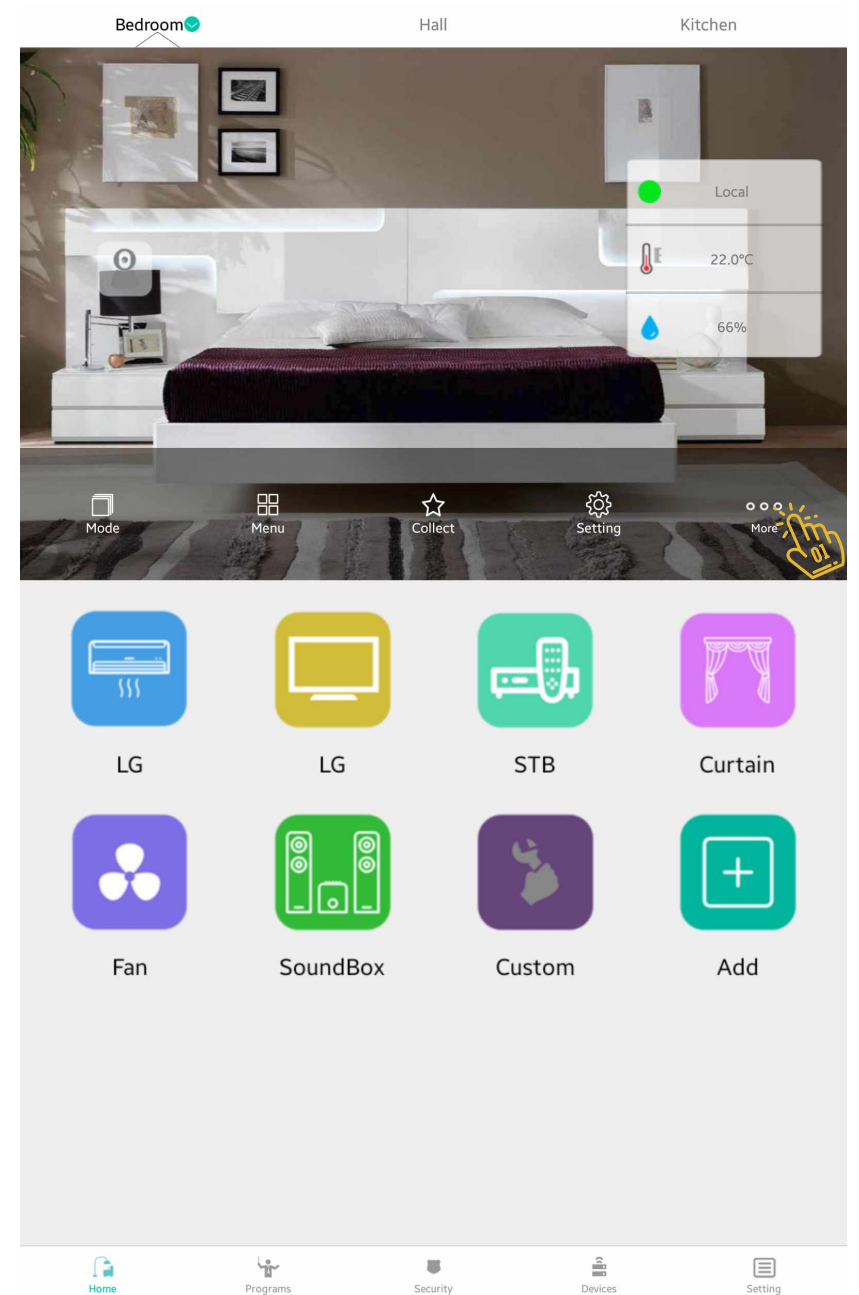 Bedroom
Hall
Kitchen
Local
E
22.0°C
66%
Mode
Menu
Collect
Setting
More
01
LG
LG
STB
Curtain
Fan
SoundBox
Custom
Add
Home
Programs
Security
Devices
Setting